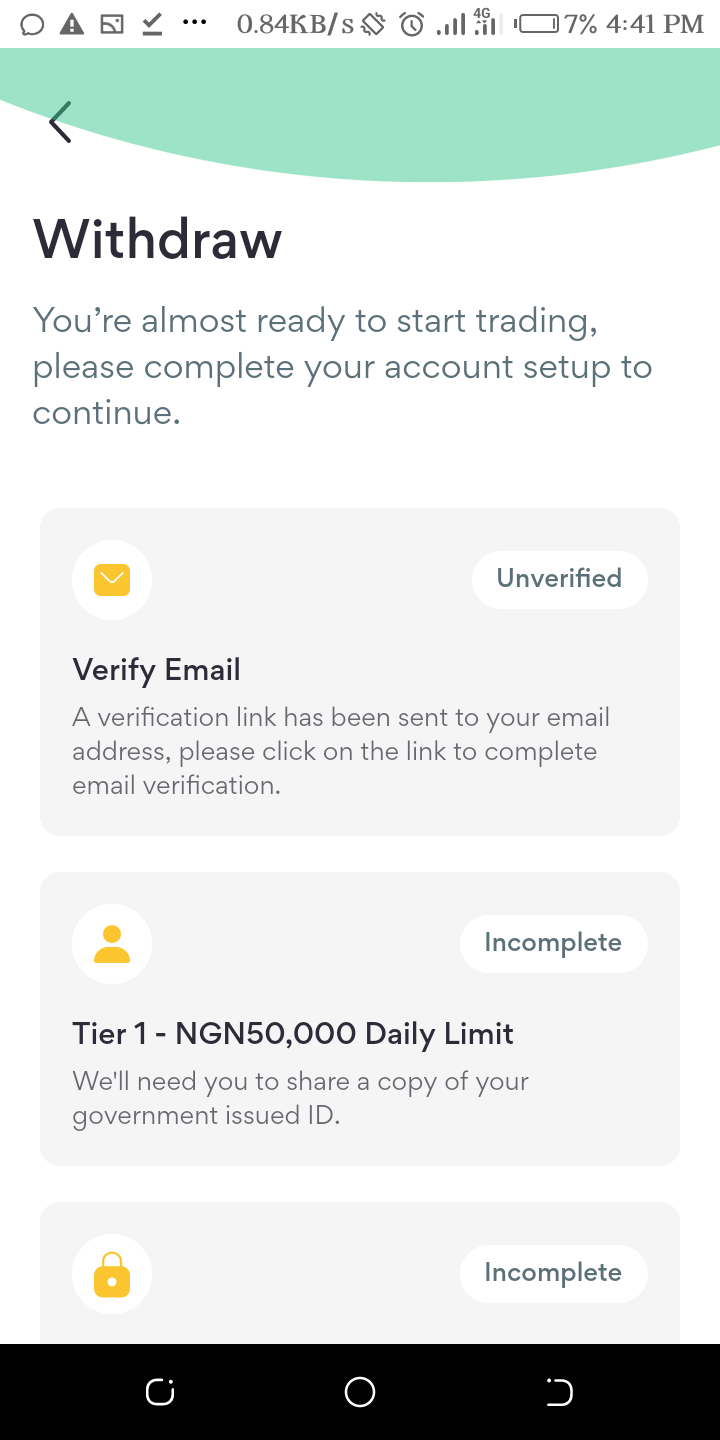 0.84KB/s 4G 7% 4:41 PM
Withdraw
You’re almost ready to start trading,
please complete your account setup to
continue.
Unverified
Verify Email
A verification link has been sent to your email
address, please click on the link to complete
email verification.
Incomplete
Tier 1 - NGN50,000 Daily Limit
We'll need you to share a copy of your
government issued ID.
Incomplete